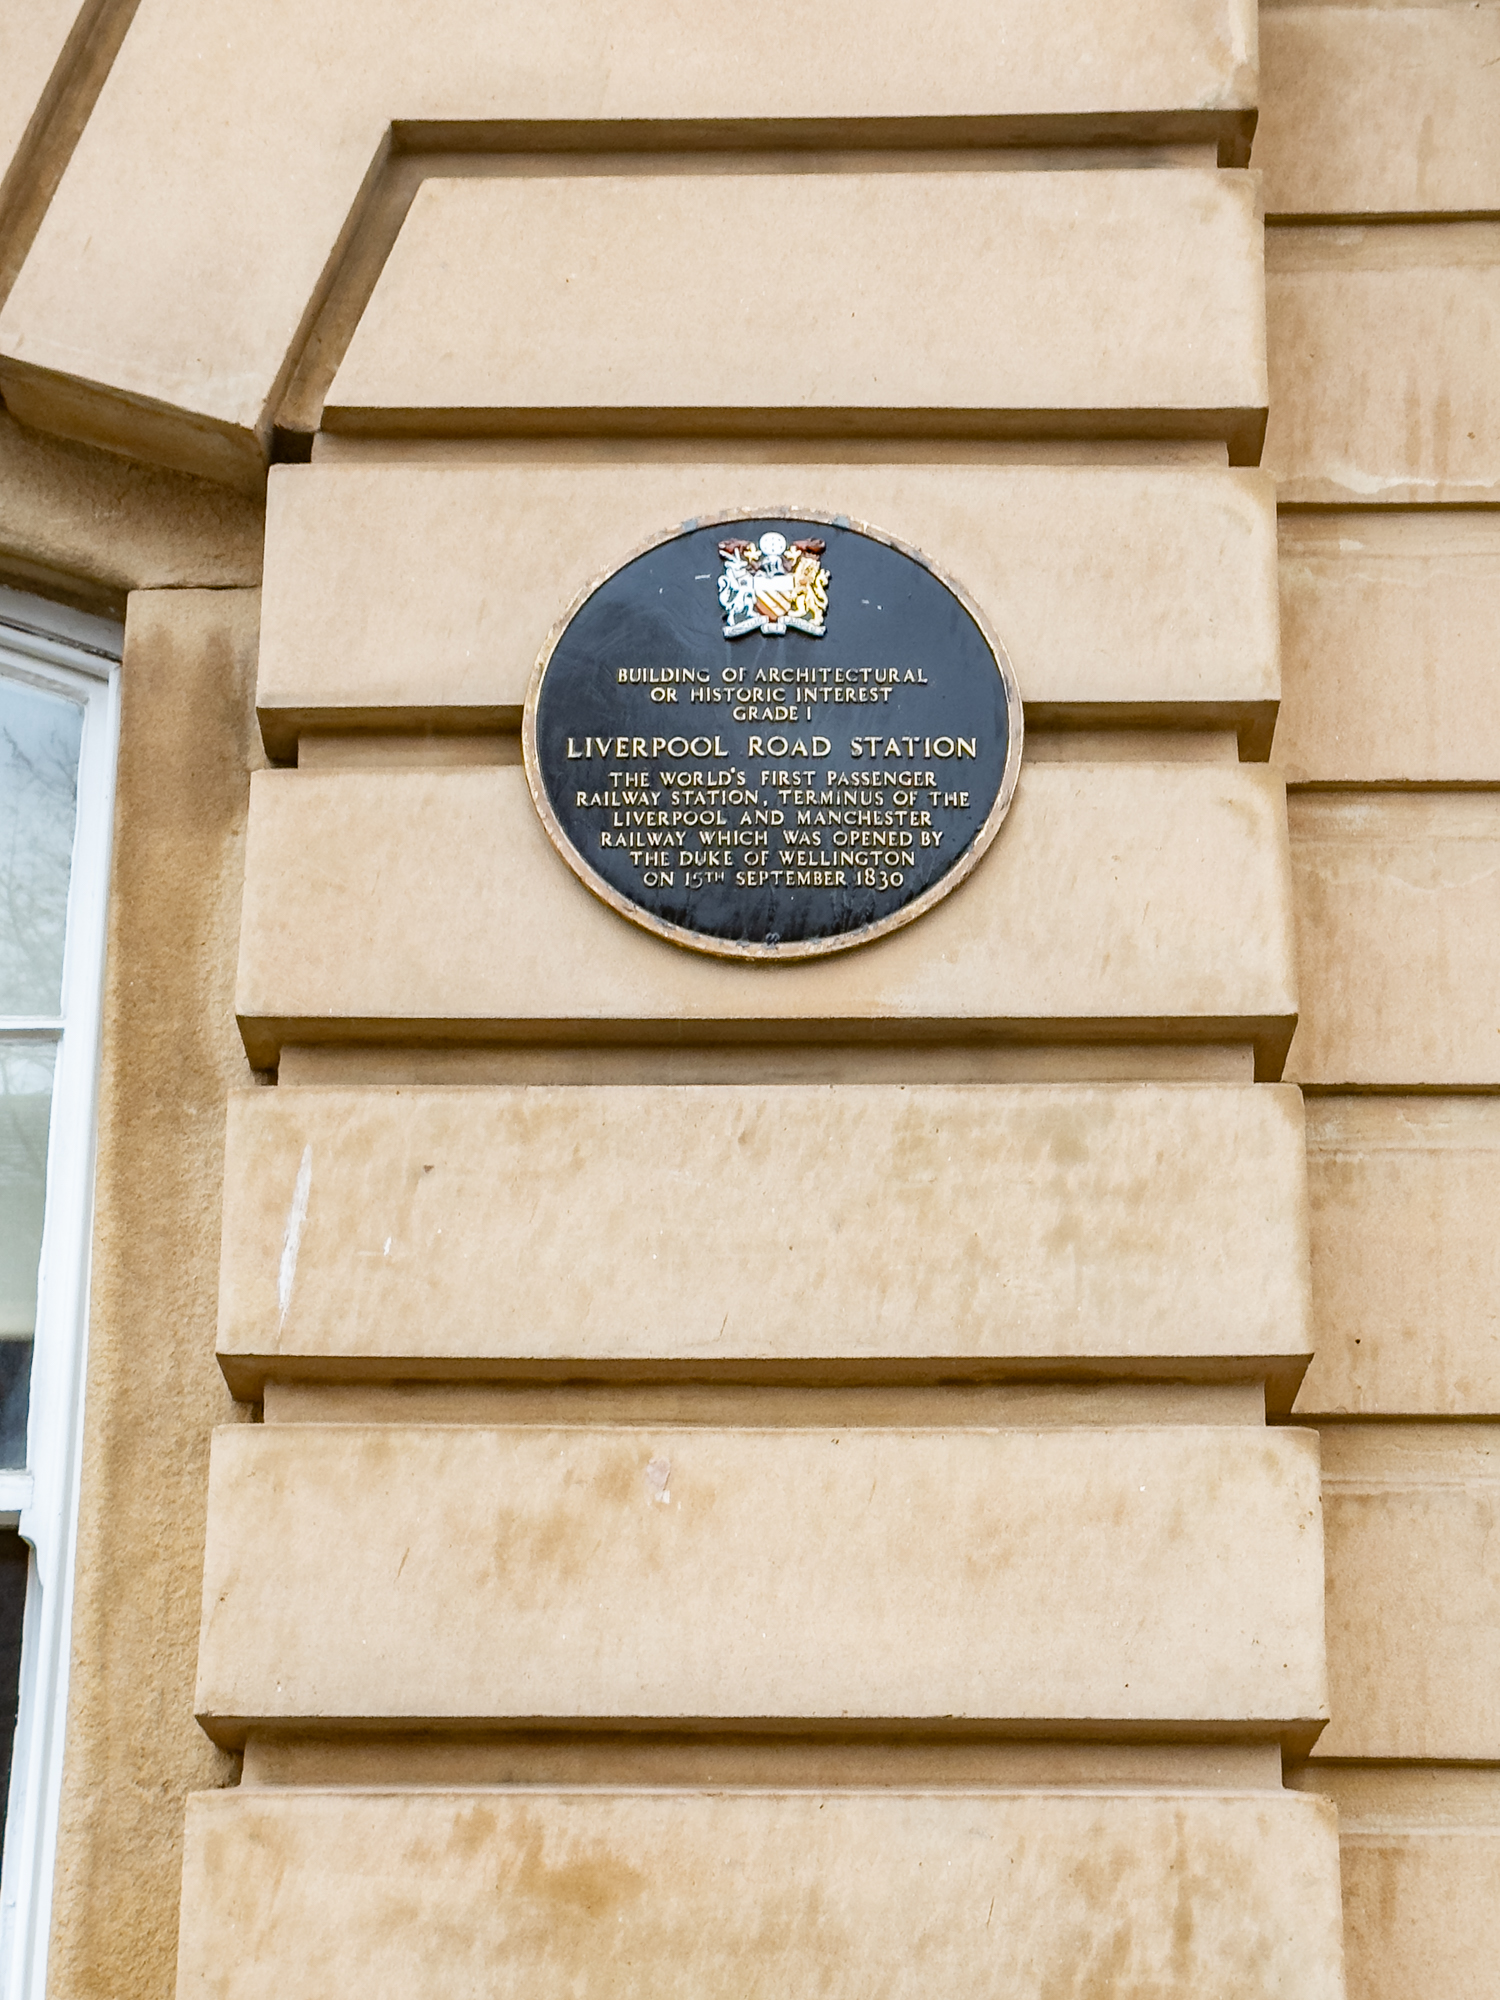 BUILDING OF ARCHITECTURAL
OR HISTORIC INTEREST
GRADE I
LIVERPOOL ROAD STATION
THE WORLD'S FIRST PASSENGER
RAILWAY STATION, TERMINUS OF THE
LIVERPOOL AND MANCHESTER
RAILWAY WHICH WAS OPENED BY
THE DUKE OF WELLINGTON
ON 15TH SEPTEMBER 1830